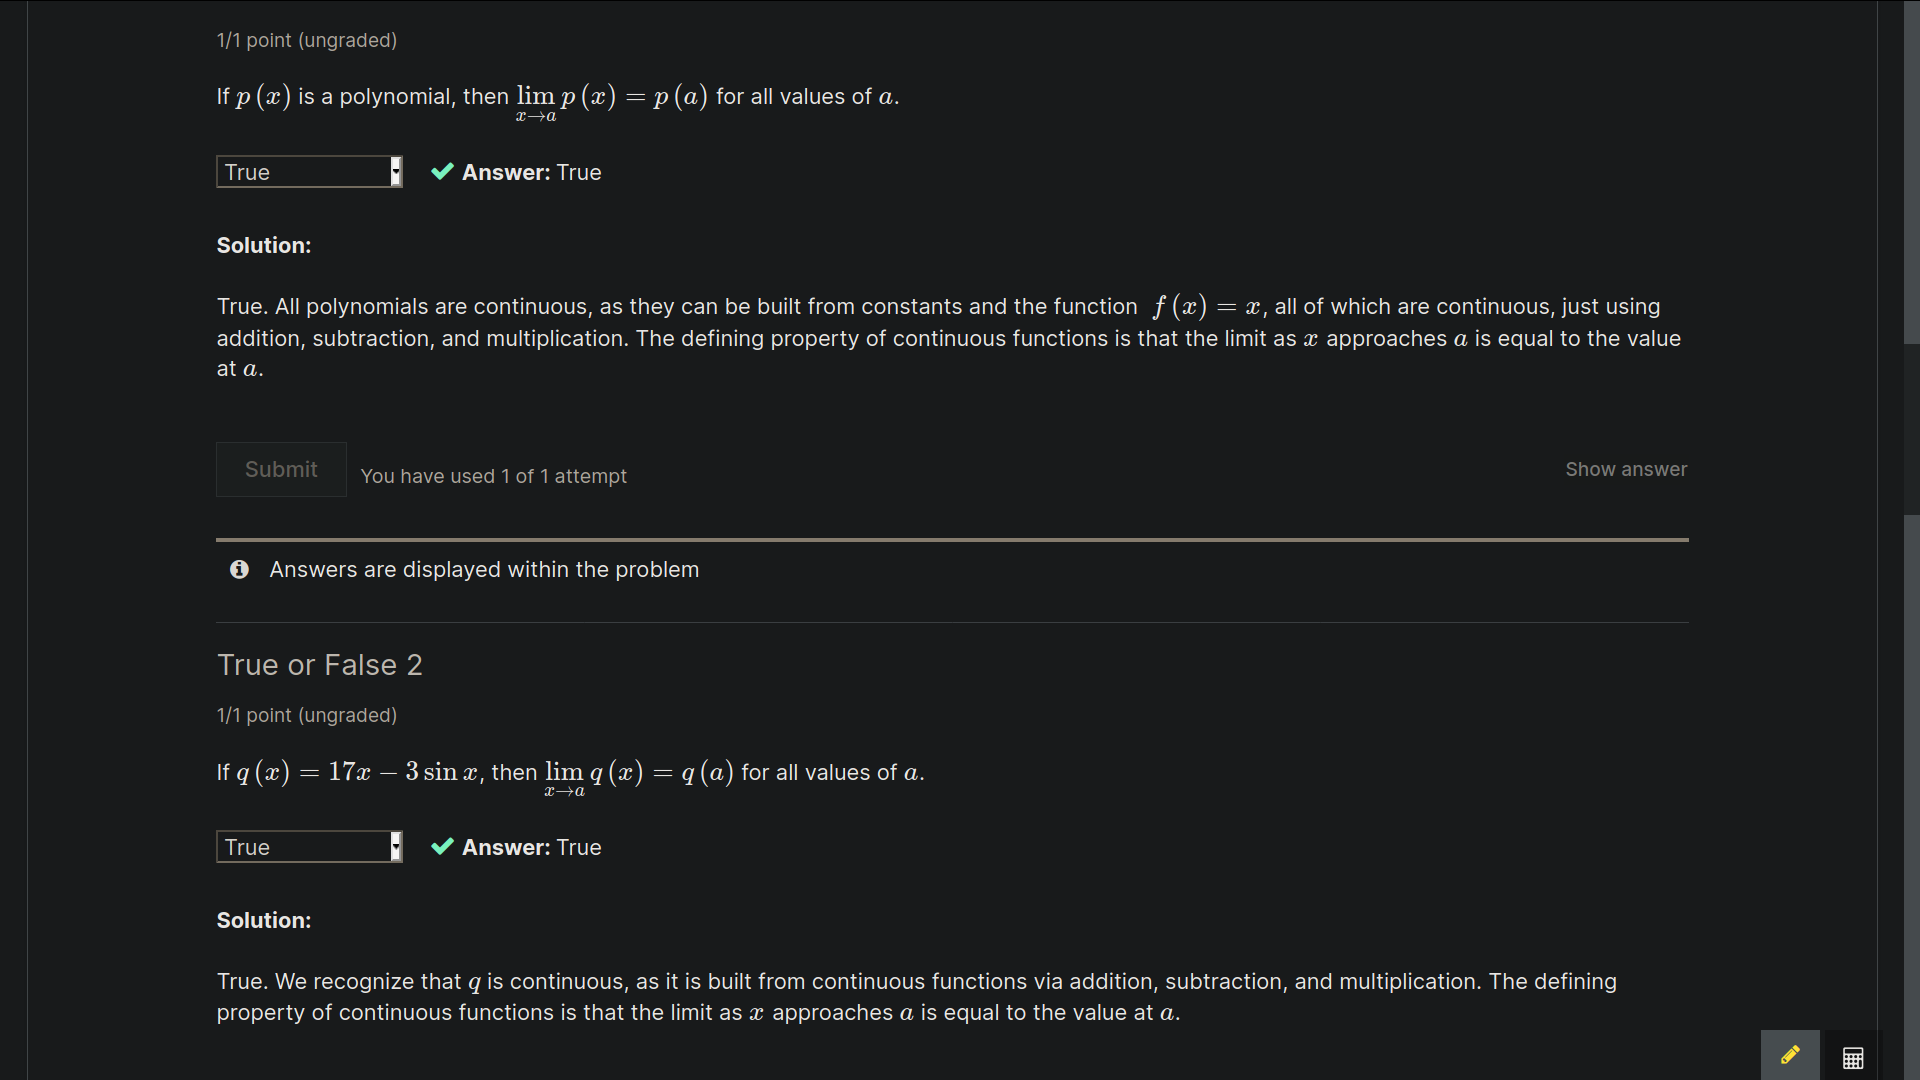 1/1 point (ungraded)
If p (x) is a polynomial, then lim x→a p (x) = p (a) for all values of a.
True
Answer: True
Solution:
True. All polynomials are continuous, as they can be built from constants and the function f (x) = x, all of which are continuous, just using
addition, subtraction, and multiplication. The defining property of continuous functions is that the limit as x approaches a is equal to the value
at a.
Submit
You have used 1 of 1 attempt
Show answer
Answers are displayed within the problem
True or False 2
1/1 point (ungraded)
If q (x) = 17x − 3 sin x, then lim x→a q (x) = q (a) for all values of a.
True
Answer: True
Solution:
True. We recognize that q is continuous, as it is built from continuous functions via addition, subtraction, and multiplication. The defining
property of continuous functions is that the limit as x approaches a is equal to the value at a.